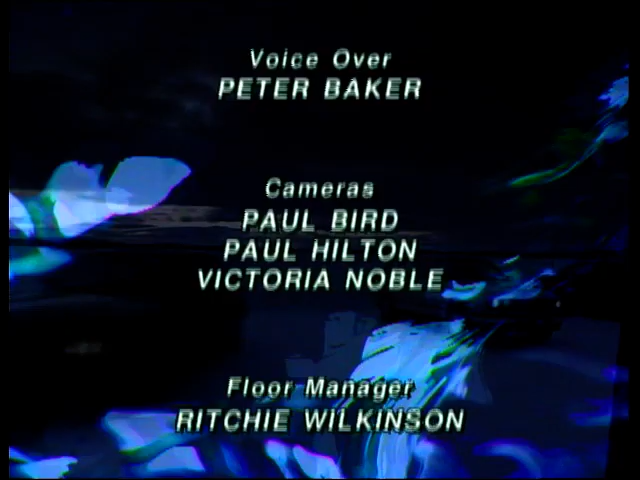 Voice Over
PETER BAKER
Cameras
PAUL BIRD
PAUL HILTON
VICTORIA NOBLE
Floor Manager
RITCHIE WILKINSON